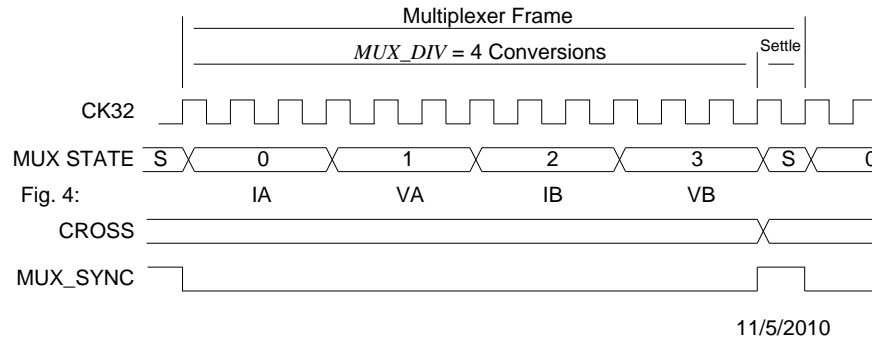 Multiplexer Frame
MUX_DIV = 4 Conversions
Settle
CK32
MUX STATE S 0 1 2 3 S 0
Fig. 4: IA VA IB VB
CROSS
MUX_SYNC
11/5/2010